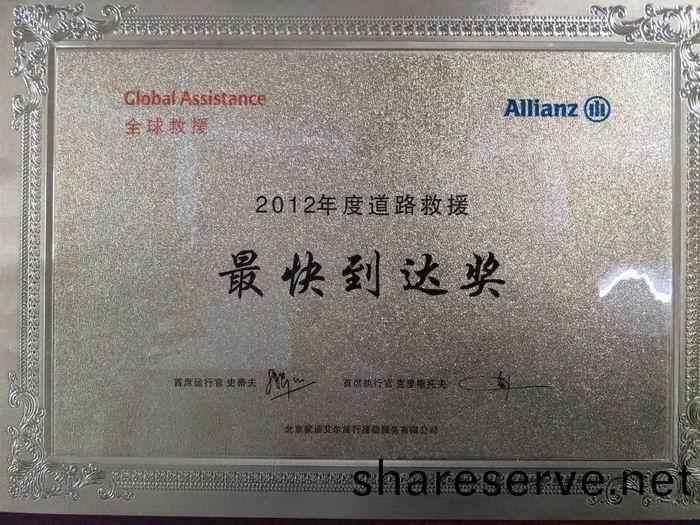 Global Assistance
全球救援
Allianz
2012年度道路救援
最快到达奖
首席运行官 史蒂夫
首席执行官 克里斯托夫
北京蒙迪艾尔旅行援助服务有限公司
shareserve.net